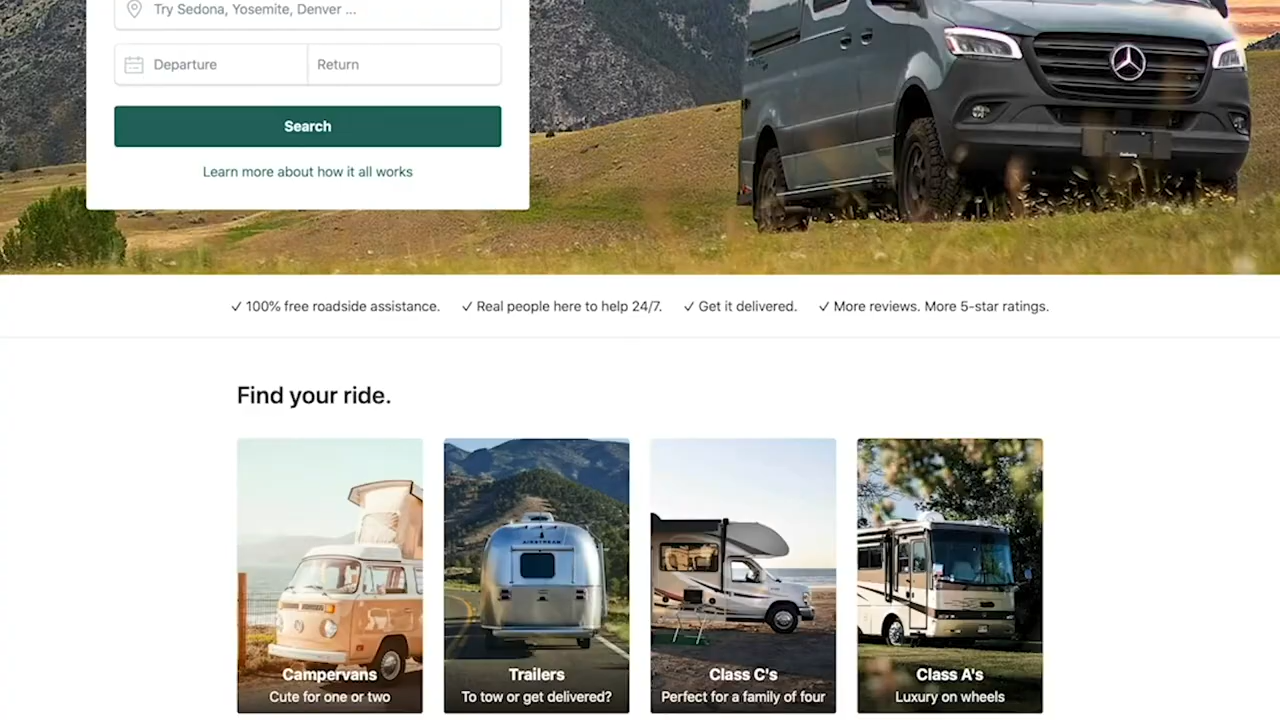 Try Sedona, Yosemite, Denver ...
Departure
Return
Search
Learn more about how it all works
✓ 100% free roadside assistance.
✓ Real people here to help 24/7.
✓ Get it delivered.
✓ More reviews. More 5-star ratings.
Find your ride.
AIRSTREAM
Campervans
Cute for one or two
Trailers
To tow or get delivered?
Class C's
Perfect for a family of four
Class A's
Luxury on wheels